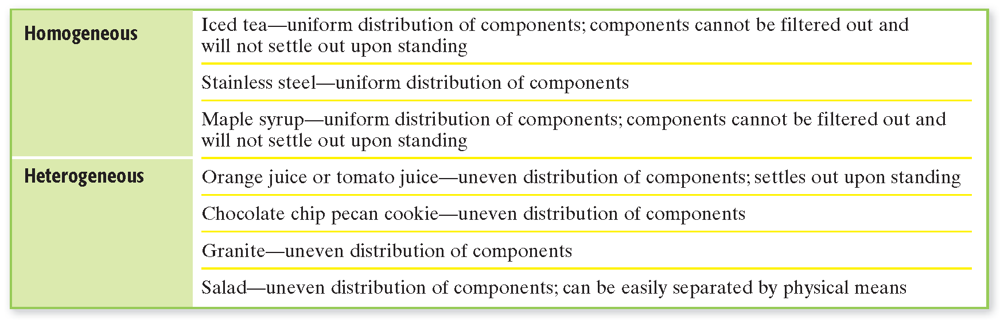 Homogeneous
Iced tea—uniform distribution of components; components cannot be filtered out and
will not settle out upon standing
Stainless steel—uniform distribution of components
Maple syrup—uniform distribution of components; components cannot be filtered out and
will not settle out upon standing
Heterogeneous
Orange juice or tomato juice—uneven distribution of components; settles out upon standing
Chocolate chip pecan cookie—uneven distribution of components
Granite—uneven distribution of components
Salad—uneven distribution of components; can be easily separated by physical means